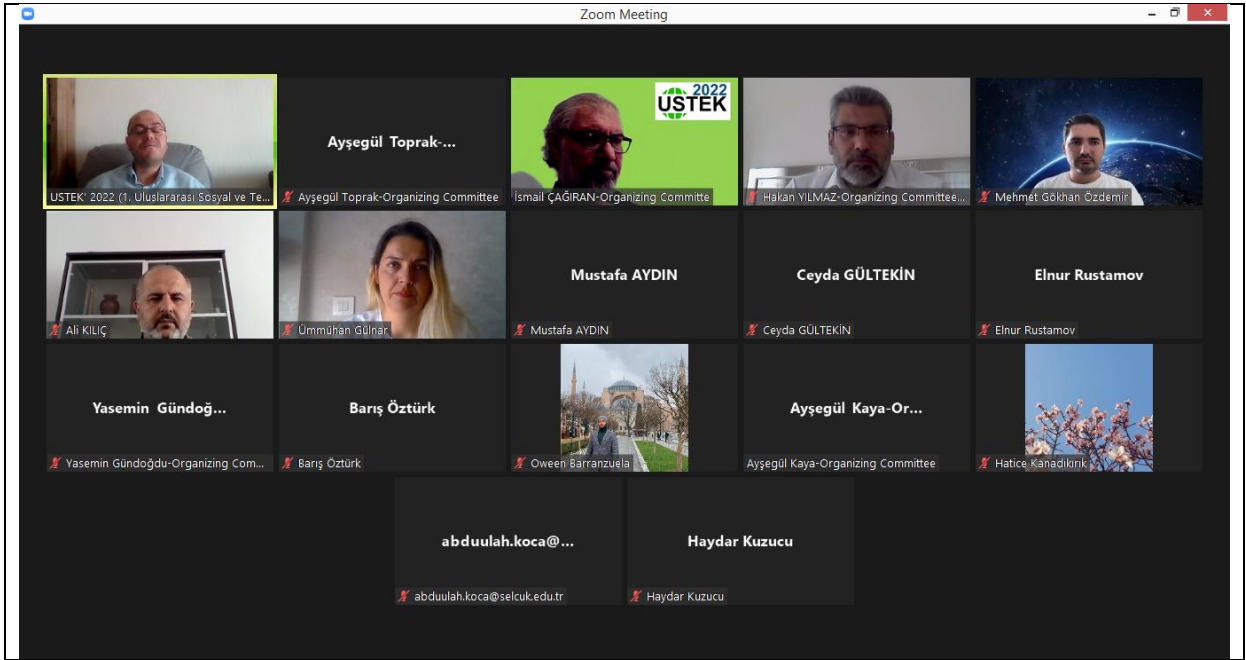 Zoom Meeting
2022
USTEK
USTEK' 2022 (1. Uluslararası Sosyal ve Te...
Ayşegül Toprak-...
Ayşegül Toprak-Organizing Committee
İsmail ÇAĞIRAN-Organizing Committe
Hakan YILMAZ-Organizing Committee...
Mehmet Gökhan Özdemir
Ali KILIÇ
Ümmühan Gülnar
Mustafa AYDIN
Mustafa AYDIN
Ceyda GÜLTEKİN
Ceyda GÜLTEKİN
Elnur Rustamov
Elnur Rustamov
Yasemin Gündoğ...
Yasemin Gündoğdu-Organizing Com...
Barış Öztürk
Barış Öztürk
Oween Barranzuela
Ayşegül Kaya-Or...
Ayşegül Kaya-Organizing Committee
Hatice Kanadıkırık
abduulah.koca@...
abduulah.koca@selcuk.edu.tr
Haydar Kuzucu
Haydar Kuzucu